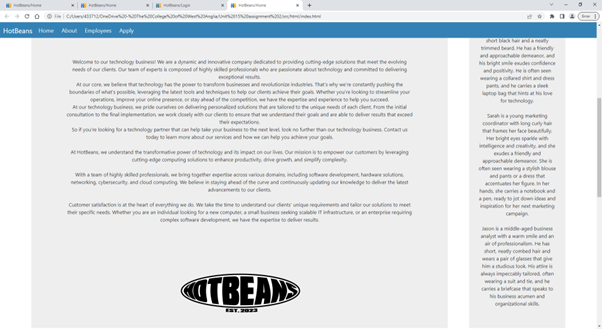 HotBeans/Home
HotBeans/Home
HotBeans/Login
HotBeans/Home
File
C:/Users/d33712/OneDrive%20-%20The%20College%20of%20West%20Anglia/Unit%2015%20assignment%202/src/html/index.html
Error
HotBeans Home About Employees Apply
Welcome to our technology business! We are a dynamic and innovative company dedicated to providing cutting-edge solutions that meet the evolving
needs of our clients. Our team of experts is composed of highly skilled professionals who are passionate about technology and committed to delivering
exceptional results.
At our core, we believe that technology has the power to transform businesses and revolutionize industries. That's why we're constantly pushing the
boundaries of what's possible, leveraging the latest tools and techniques to help our clients achieve their goals. Whether you're looking to streamline your
operations, improve your online presence, or stay ahead of the competition, we have the expertise and experience to help you succeed.
At our technology business, we pride ourselves on delivering personalized solutions that are tailored to the unique needs of each client. From the initial
consultation to the final implementation, we work closely with our clients to ensure that we understand their goals and are able to deliver results that exceed
their expectations.
So if you're looking for a technology partner that can help take your business to the next level, look no further than our technology business. Contact us
today to learn more about our services and how we can help you achieve your goals.
At HotBeans, we understand the transformative power of technology and its impact on our lives. Our mission is to empower our customers by leveraging
cutting-edge computing solutions to enhance productivity, drive growth, and simplify complexity.
With a team of highly skilled professionals, we bring together expertise across various domains, including software development, hardware solutions,
networking, cybersecurity, and cloud computing. We believe in staying ahead of the curve and continuously updating our knowledge to deliver the latest
advancements to our clients.
Customer satisfaction is at the heart of everything we do. We take the time to understand our clients' unique requirements and tailor our solutions to meet
their specific needs. Whether you are an individual looking for a new computer, a small business seeking scalable IT infrastructure, or an enterprise requiring
complex software development, we have the expertise to deliver results.
HOTBEANS
EST. 2023
short black hair and a neatly
trimmed beard. He has a friendly
and approachable demeanor, and
his bright smile exudes confidence
and positivity. He is often seen
wearing a collared shirt and dress
pants, and he carries a sleek
laptop bag that hints at his love
for technology.
Sarah is a young marketing
coordinator with long curly hair
that frames her face beautifully.
Her bright eyes sparkle with
intelligence and creativity, and she
exudes a friendly and
approachable demeanor. She is
often seen wearing a stylish blouse
and pants or a dress that
accentuates her figure. In her
hands, she carries a notebook and
a pen, ready to jot down ideas and
inspiration for her next marketing
campaign.
Jason is a middle-aged business
analyst with a warm smile and an
air of professionalism. He has
short, neatly combed hair and
wears a pair of glasses that give
him a studious look. His attire is
always impeccably tailored, often
wearing a suit and tie, and he
carries a briefcase that speaks to
his business acumen and
organizational skills.